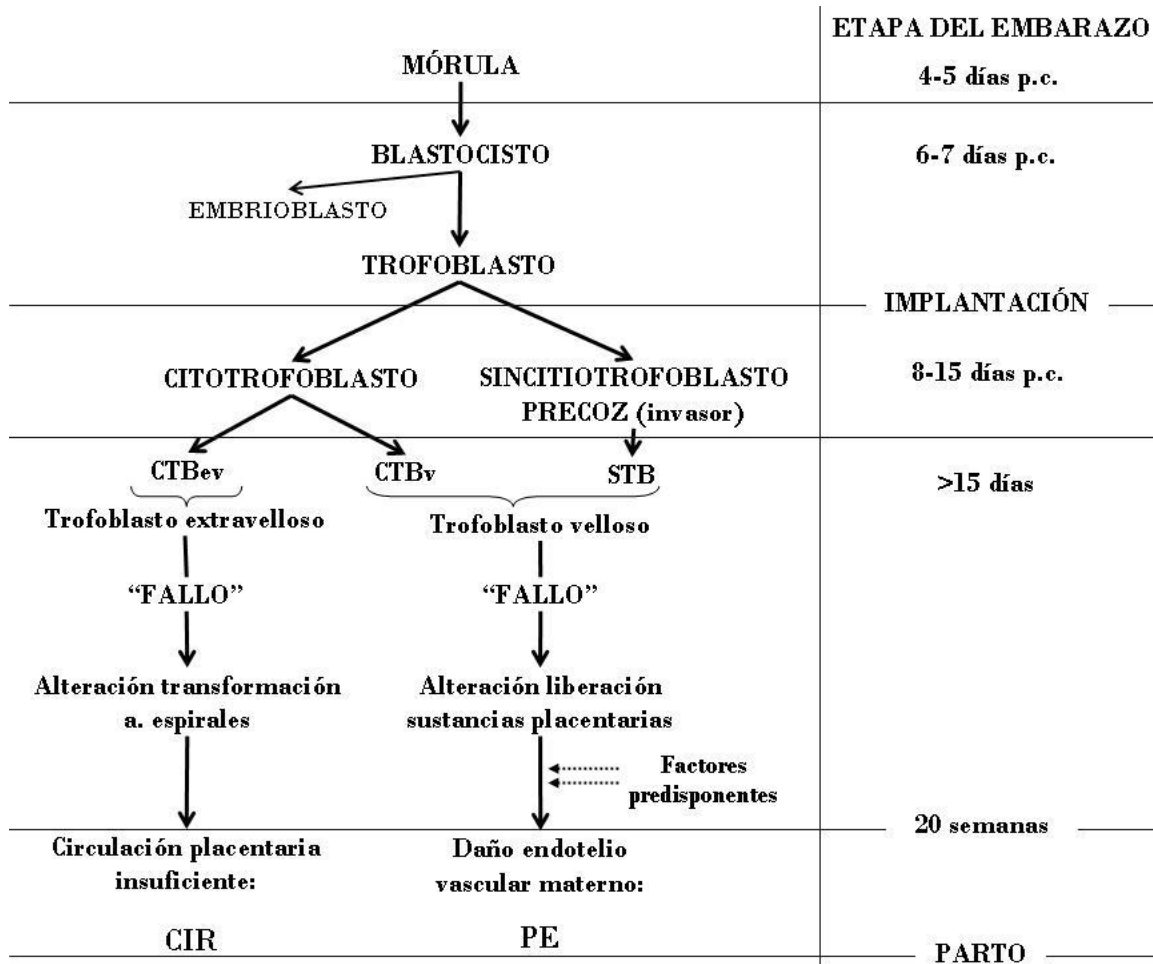 ETAPA DEL EMBARAZO
MÓRULA
4-5 días p.c.
BLASTOCISTO
6-7 días p.c.
EMBRIOBLASTO
TROFOBLASTO
IMPLANTACIÓN
CITOTROFOBLASTO
SINCITIOTROFOBLASTO
PRECOZ (invasor)
8-15 días p.c.
CTBev
CTBv
STB
>15 días
Trofoblasto extravelloso
Trofoblasto velloso
“FALLO”
“FALLO”
Alteración transformación
a. espirales
Alteración liberación
sustancias placentarias
Factores
predisponentes
20 semanas
Circulación placentaria
insuficiente:
Daño endotelio
vascular materno:
CIR
PE
PARTO